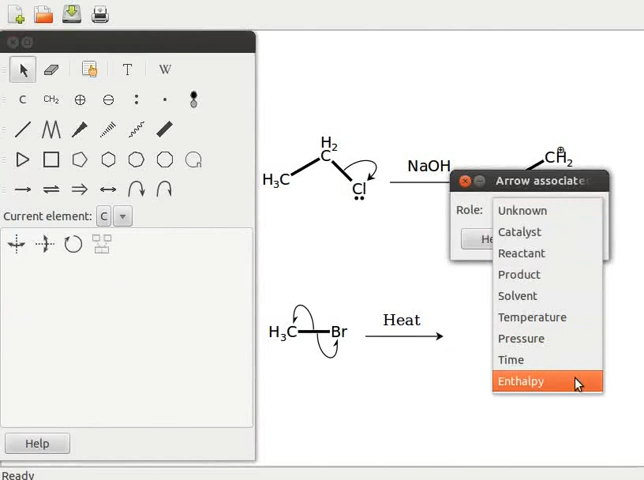 T
W
C
CH₂
Current element: C
Help
Ready
H₂
C
H₃C
Cl
NaOH
CH₂
H₃C
Br
Heat
Arrow associate
Role:
He
Unknown
Catalyst
Reactant
Product
Solvent
Temperature
Pressure
Time
Enthalpy